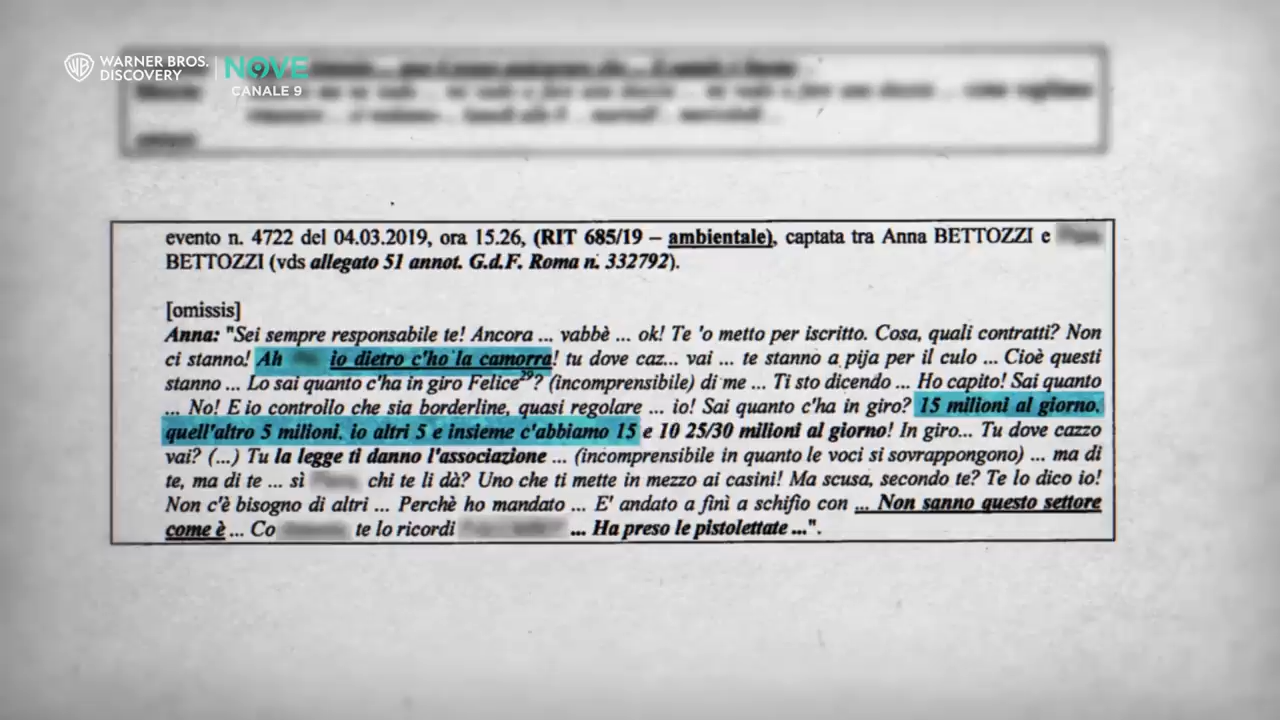 WARNER BROS.
DISCOVERY
NOVE
CANALE 9
evento n. 4722 del 04.03.2019, ora 15.26, (RIT 685/19 – ambientale), captata tra Anna BETTOZZI e
BETTOZZI (vds allegato 51 annot. G.d.F. Roma n. 332792).
[omissis]
Anna: "Sei sempre responsabile te! Ancora ... vabbè ... ok! Te 'o metto per iscritto. Cosa, quali contratti? Non
ci stanno! Ah io dietro c'ho la camorra! tu dove caz... vai ... te stanno a pija per il culo ... Cioè questi
stanno ... Lo sai quanto c'ha in giro Felice29? (incomprensibile) di me ... Ti sto dicendo ... Ho capito! Sai quanto
... No! E io controllo che sia borderline, quasi regolare ... io! Sai quanto c'ha in giro? 15 milioni al giorno,
quell'altro 5 milioni, io altri 5 e insieme c'abbiamo 15 e 10 25/30 milioni al giorno! In giro... Tu dove cazzo
vai? (...) Tu la legge ti danno l'associazione ... (incomprensibile in quanto le voci si sovrappongono) ... ma di
te, ma di te ... sì chi te li dà? Uno che ti mette in mezzo ai casini! Ma scusa, secondo te? Te lo dico io!
Non c'è bisogno di altri ... Perchè ho mandato ... E' andato a finì a schifio con ... Non sanno questo settore
come è ... Co te lo ricordi ... Ha preso le pistolettate ...".